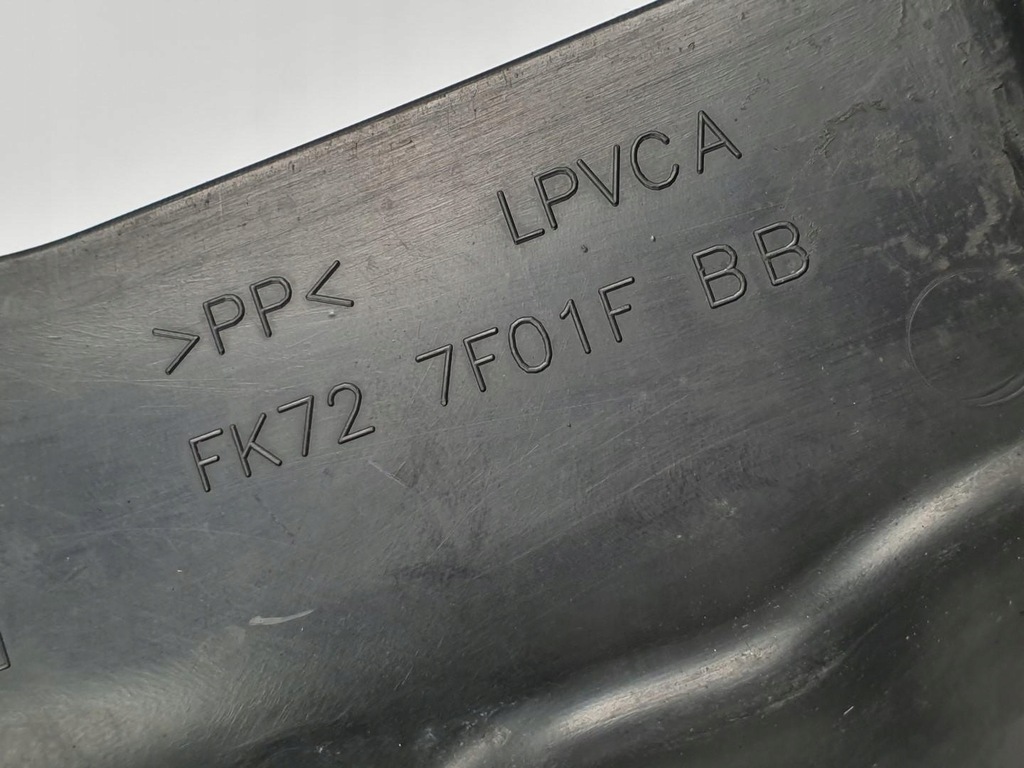 LPVCA
>PP<
FK72 7F01F BB